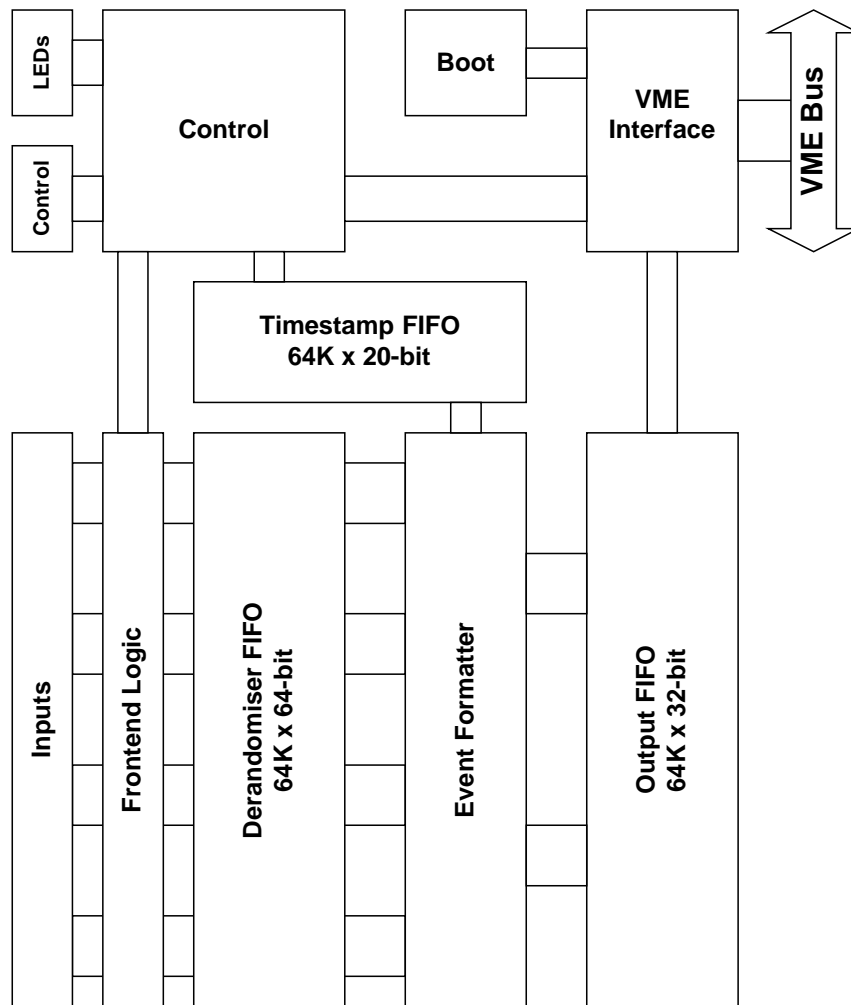 LEDs
Control
Boot
VME
Interface
VME Bus
Control
Timestamp FIFO
64K x 20-bit
Inputs
Frontend Logic
Derandomiser FIFO
64K x 64-bit
Event Formatter
Output FIFO
64K x 32-bit